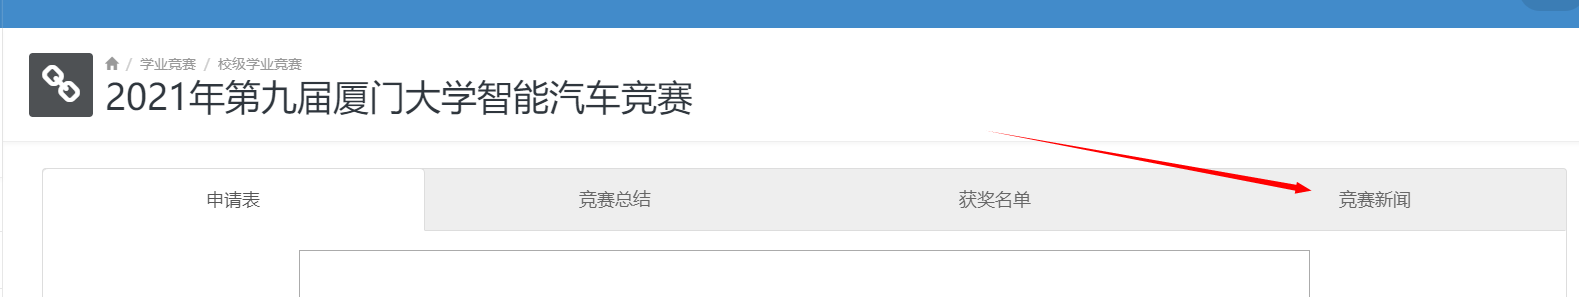 / 学业竞赛 / 校级学业竞赛
2021年第九届厦门大学智能汽车竞赛
申请表 竞赛总结 获奖名单 竞赛新闻